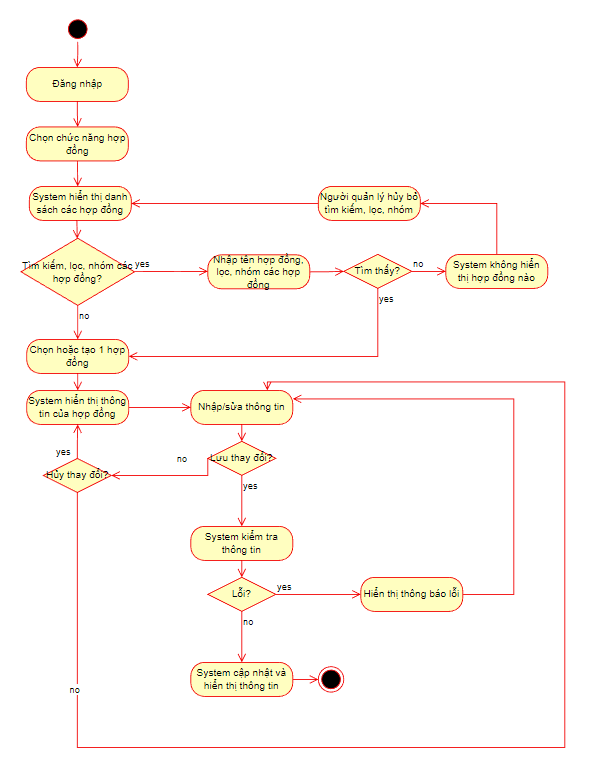 Đăng nhập
Chọn chức năng hợp
đồng
System hiển thị danh
sách các hợp đồng
Người quản lý hủy bỏ
tìm kiếm, lọc, nhóm
Tìm kiếm, lọc, nhóm các
hợp đồng?
yes
Nhập tên hợp đồng,
lọc, nhóm các hợp
đồng
Tìm thấy?
no
System không hiển
thị hợp đồng nào
yes
no
Chọn hoặc tạo 1 hợp
đồng
System hiển thị thông
tin của hợp đồng
Nhập/sửa thông tin
yes
no
Lưu thay đổi?
Hủy thay đổi?
yes
System kiểm tra
thông tin
Lỗi?
yes
Hiển thị thông báo lỗi
no
System cập nhật và
hiển thị thông tin
no